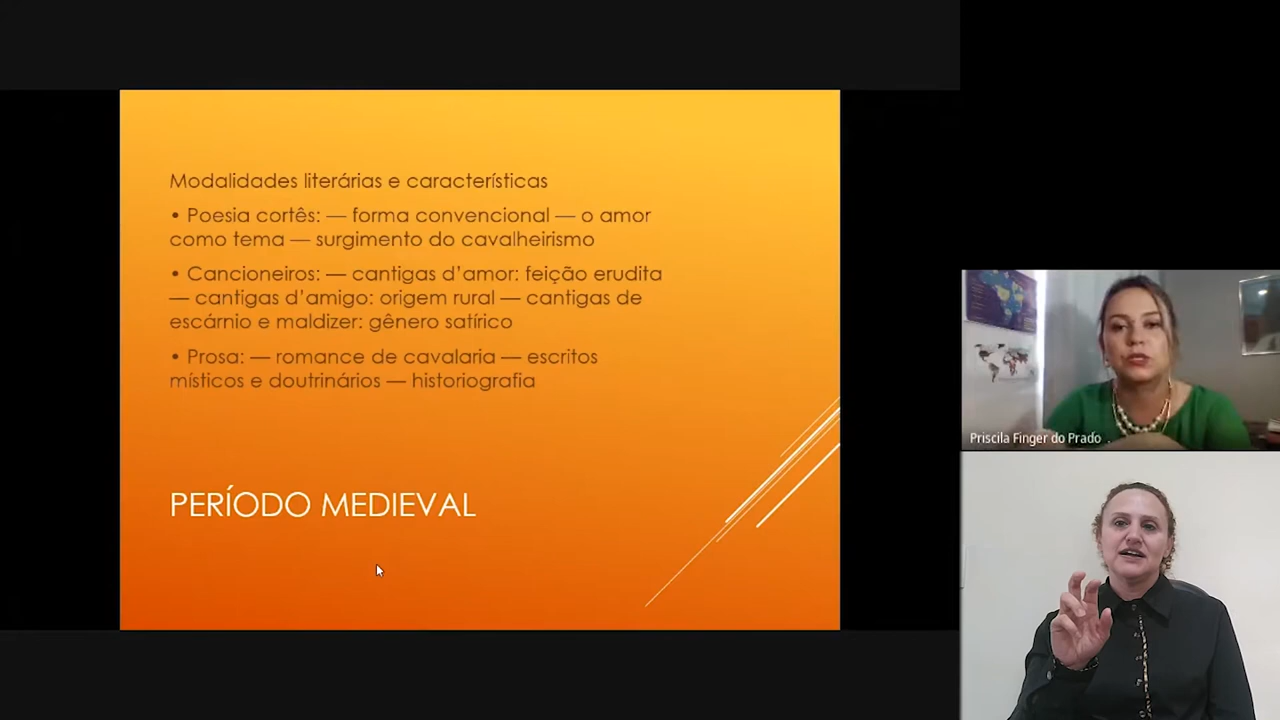 Modalidades literárias e características
• Poesia cortês: — forma convencional — o amor
como tema — surgimento do cavalheirismo
• Cancioneiros: — cantigas d’amor: feição erudita
— cantigas d’amigo: origem rural — cantigas de
escárnio e maldizer: gênero satírico
• Prosa: — romance de cavalaria — escritos
místicos e doutrinários — historiografia
PERÍODO MEDIEVAL
Priscila Finger do Prado